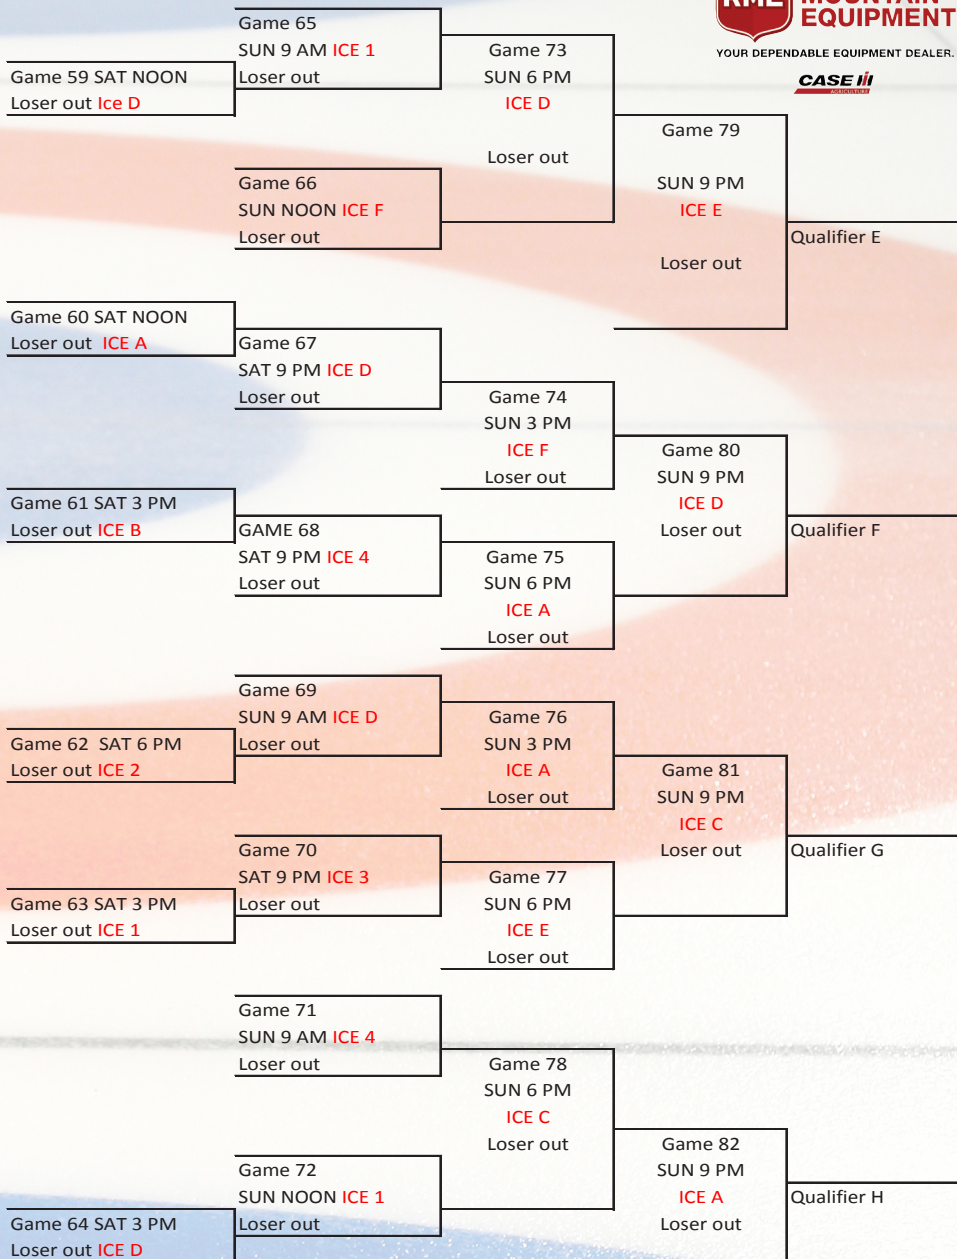 RME
MOUNTAIN
EQUIPMENT
YOUR DEPENDABLE EQUIPMENT DEALER.
CASE IH
AGRICULTURE
Game 65
SUN 9 AM ICE 1
Loser out
Game 59 SAT NOON
Loser out Ice D
Game 73
SUN 6 PM
ICE D
Loser out
Game 66
SUN NOON ICE F
Loser out
Game 79
SUN 9 PM
ICE E
Loser out
Qualifier E
Game 60 SAT NOON
Loser out ICE A
Game 67
SAT 9 PM ICE D
Loser out
Game 74
SUN 3 PM
ICE F
Loser out
Game 61 SAT 3 PM
Loser out ICE B
GAME 68
SAT 9 PM ICE 4
Loser out
Game 75
SUN 6 PM
ICE A
Loser out
Game 80
SUN 9 PM
ICE D
Loser out
Qualifier F
Game 69
SUN 9 AM ICE D
Loser out
Game 62 SAT 6 PM
Loser out ICE 2
Game 76
SUN 3 PM
ICE A
Loser out
Game 70
SAT 9 PM ICE 3
Loser out
Game 63 SAT 3 PM
Loser out ICE 1
Game 77
SUN 6 PM
ICE E
Loser out
Game 81
SUN 9 PM
ICE C
Loser out
Qualifier G
Game 71
SUN 9 AM ICE 4
Loser out
Game 78
SUN 6 PM
ICE C
Loser out
Game 72
SUN NOON ICE 1
Loser out
Game 64 SAT 3 PM
Loser out ICE D
Game 82
SUN 9 PM
ICE A
Loser out
Qualifier H